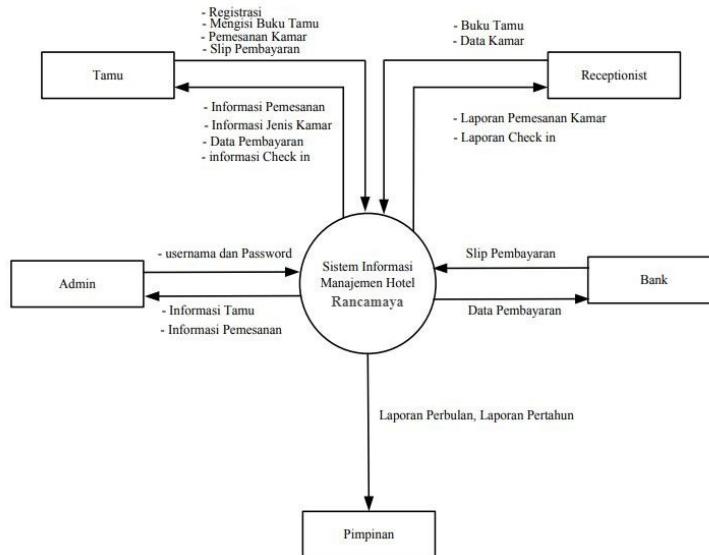 - Registrasi
- Mengisi Buku Tamu
- Pemesanan Kamar
- Slip Pembayaran
Tamu
- Informasi Pemesanan
- Informasi Jenis Kamar
- Data Pembayaran
- informasi Check in
- Buku Tamu
- Data Kamar
Receptionist
- Laporan Pemesanan Kamar
- Laporan Check in
- usernama dan Password
Admin
- Informasi Tamu
- Informasi Pemesanan
Sistem Informasi
Manajemen Hotel
Rancamaya
Slip Pembayaran
Bank
Data Pembayaran
Laporan Perbulan, Laporan Pertahun
Pimpinan